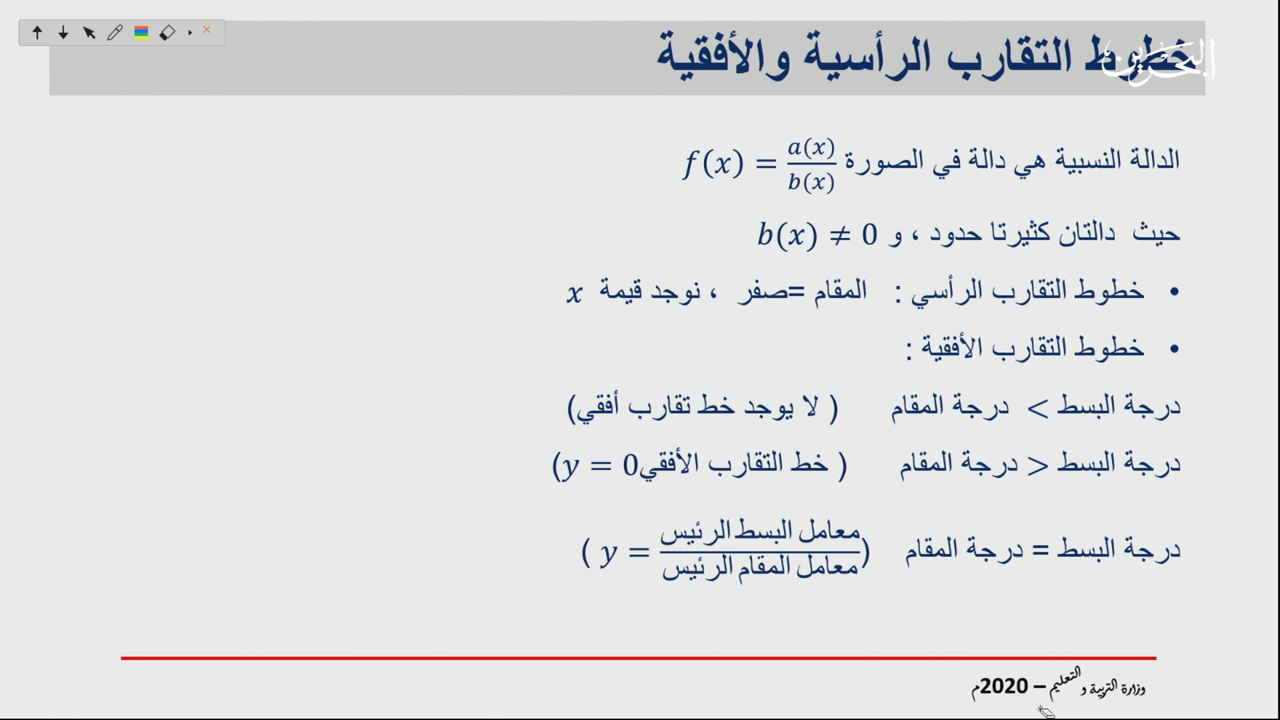 خطوط التقارب الرأسية والأفقية
البحرين
الدالة النسبية هي دالة في الصورة f(x) = a(x)/b(x)
حيث دالتان كثيرتا حدود ، و b(x) ≠ 0
• خطوط التقارب الرأسي : المقام =صفر ، نوجد قيمة x
• خطوط التقارب الأفقية :
درجة البسط > درجة المقام ( لا يوجد خط تقارب أفقي)
درجة البسط < درجة المقام ( خط التقارب الأفقي y = 0)
درجة البسط = درجة المقام (y = معامل البسط الرئيس/معامل المقام الرئيس )
وزارة التربية و التعليم – 2020م